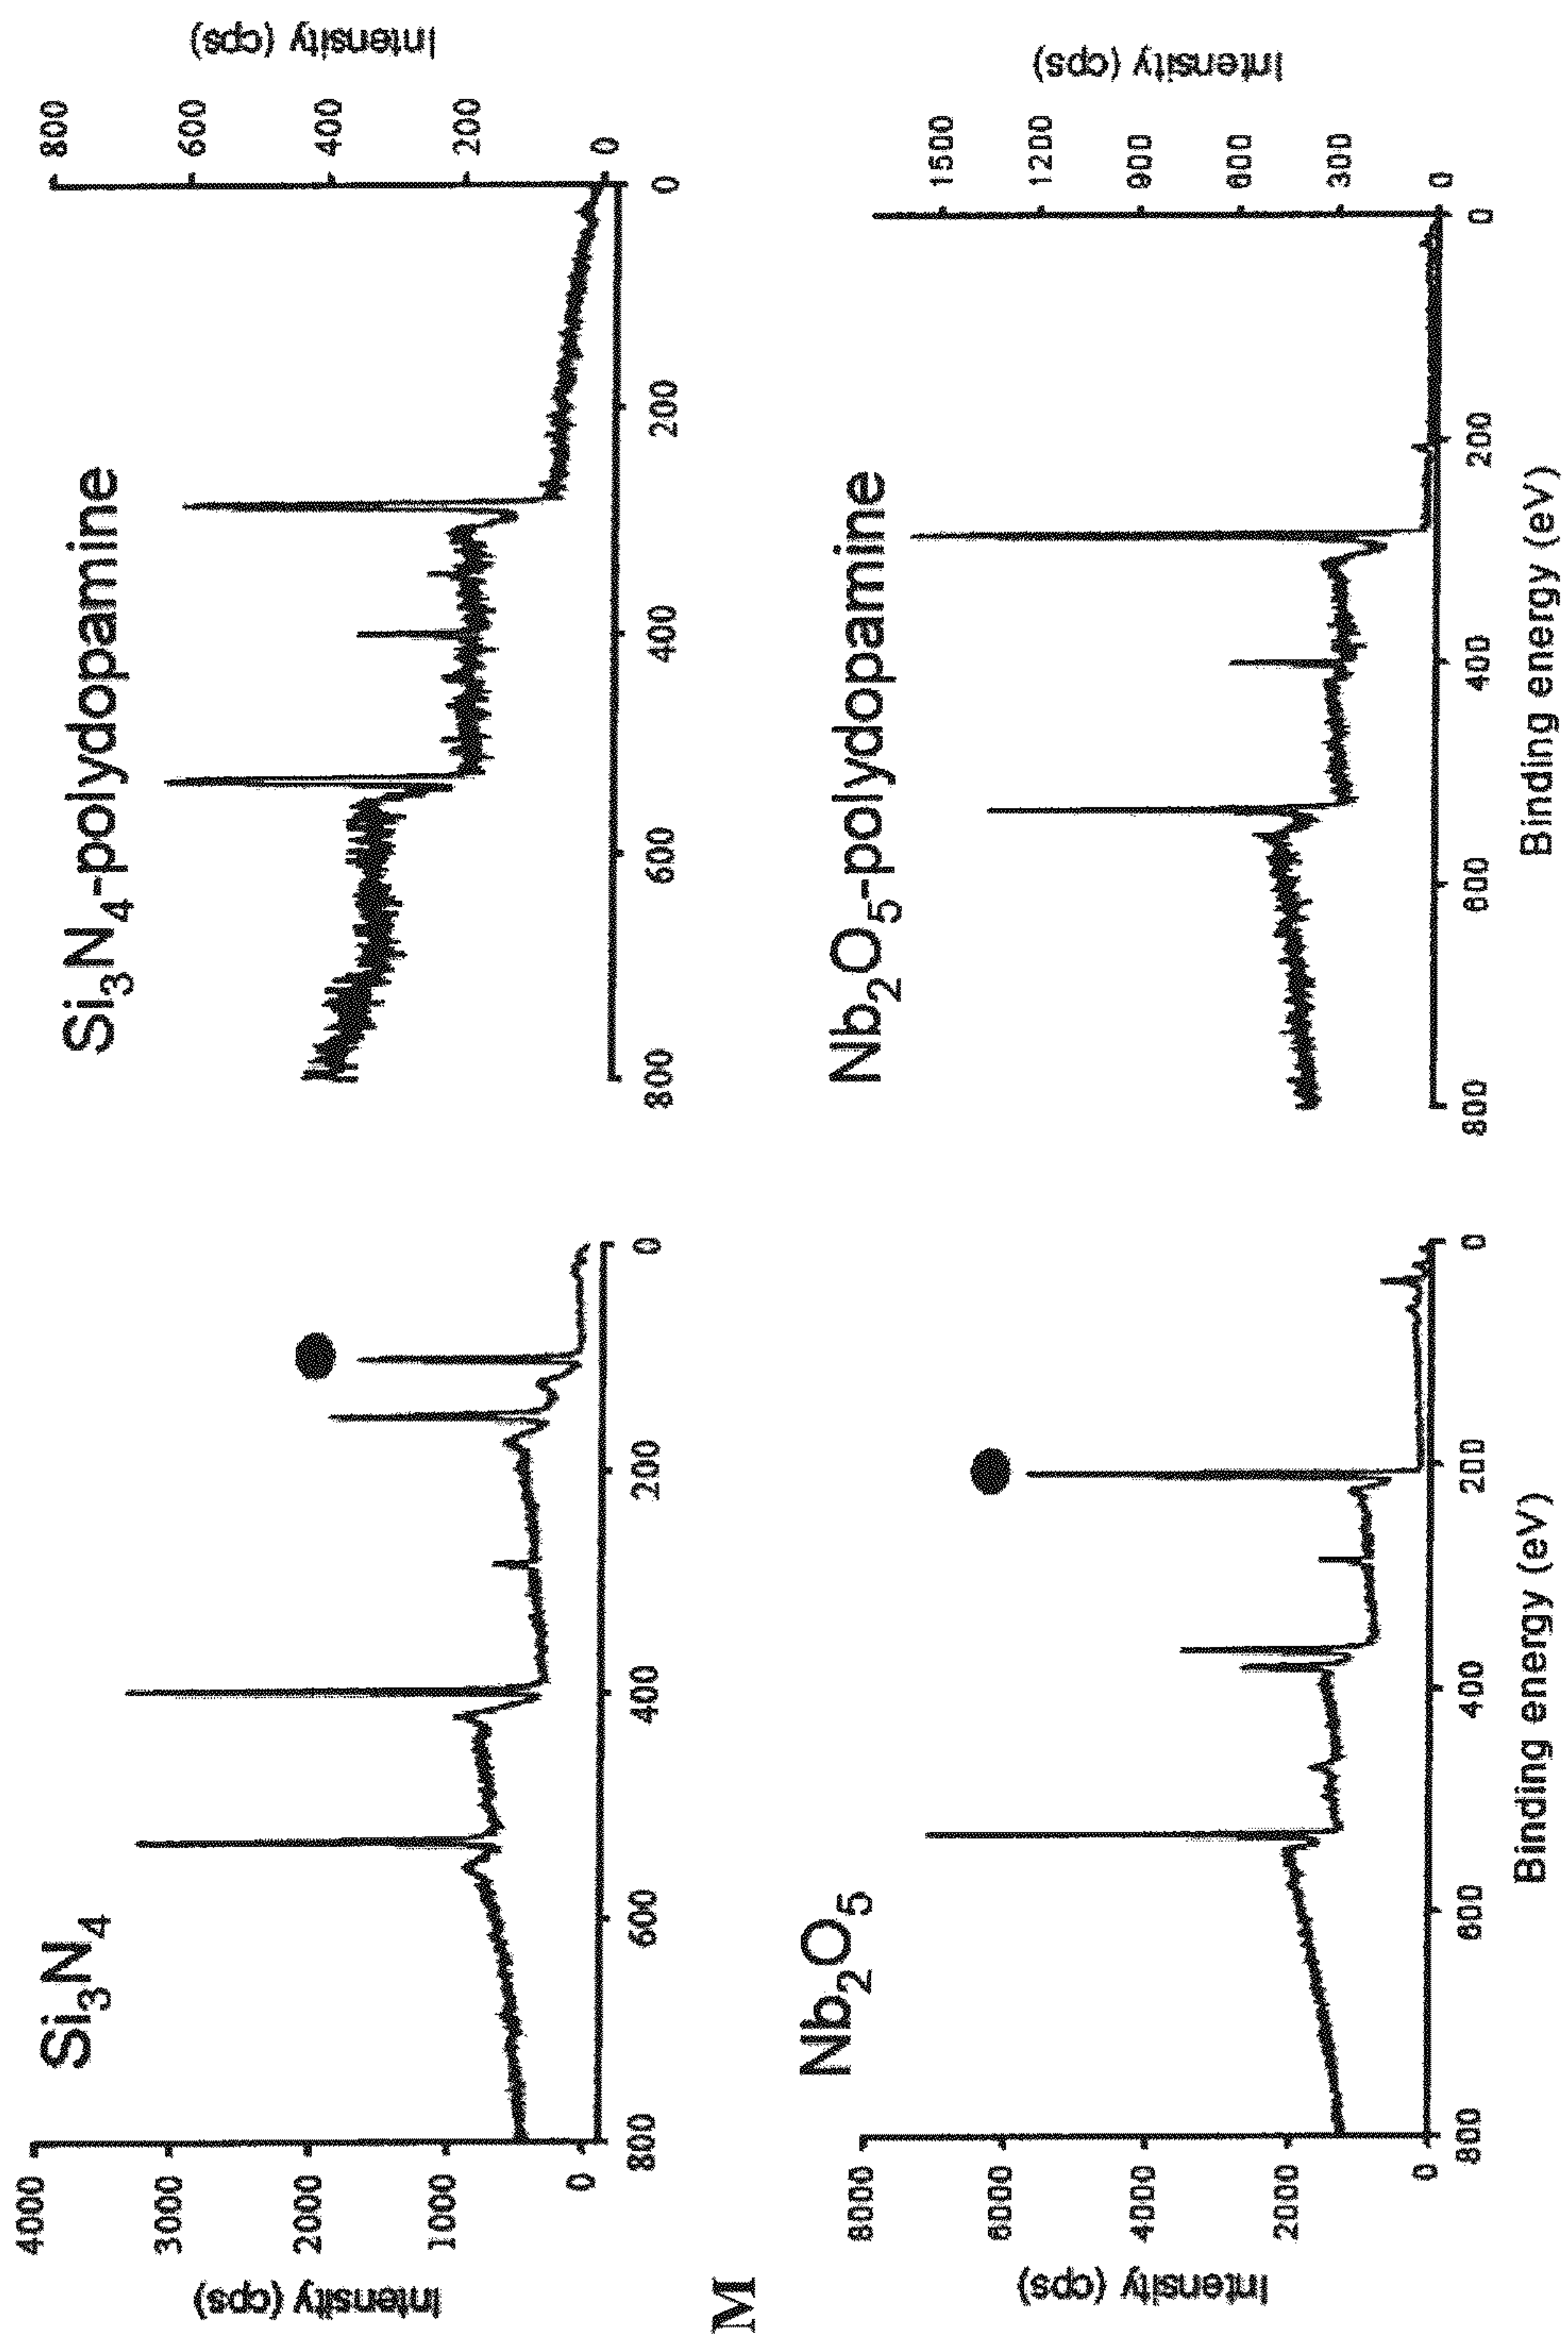 Si₃N₄
Intensity (cps)
4000
3000
2000
1000
0
800 600 400 200 0
Si₃N₄-polydopamine
800
600
400
200
0
Intensity (cps)
800 600 400 200 0
M
Nb₂O₅
Intensity (cps)
8000
6000
4000
2000
0
800 600 400 200 0
Binding energy (eV)
Nb₂O₅-polydopamine
1500
1200
900
600
300
0
Intensity (cps)
800 600 400 200 0
Binding energy (eV)